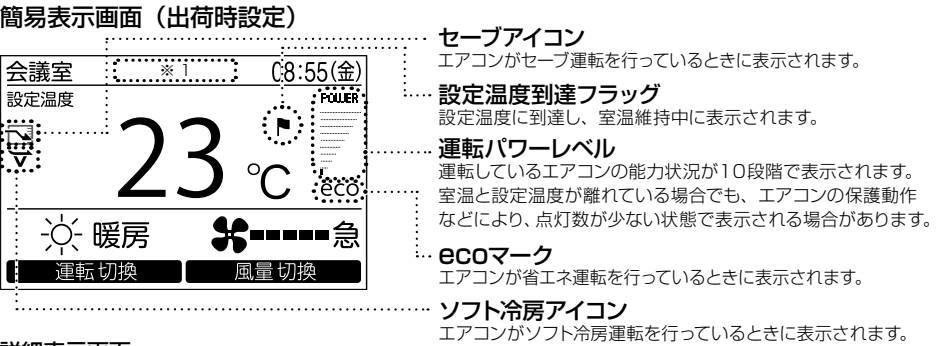 簡易表示画面（出荷時設定）
会議室
※1
08:55(金)
設定温度
POWER
23
℃
eco
暖房
急
運転切換
風量切換
セーブアイコン
エアコンがセーブ運転を行っているときに表示されます。
設定温度到達フラッグ
設定温度に到達し、室温維持中に表示されます。
運転パワーレベル
運転しているエアコンの能力状況が10段階で表示されます。
室温と設定温度が離れている場合でも、エアコンの保護動作
などにより、点灯数が少ない状態で表示される場合があります。
ecoマーク
エアコンが省エネ運転を行っているときに表示されます。
ソフト冷房アイコン
エアコンがソフト冷房運転を行っているときに表示されます。